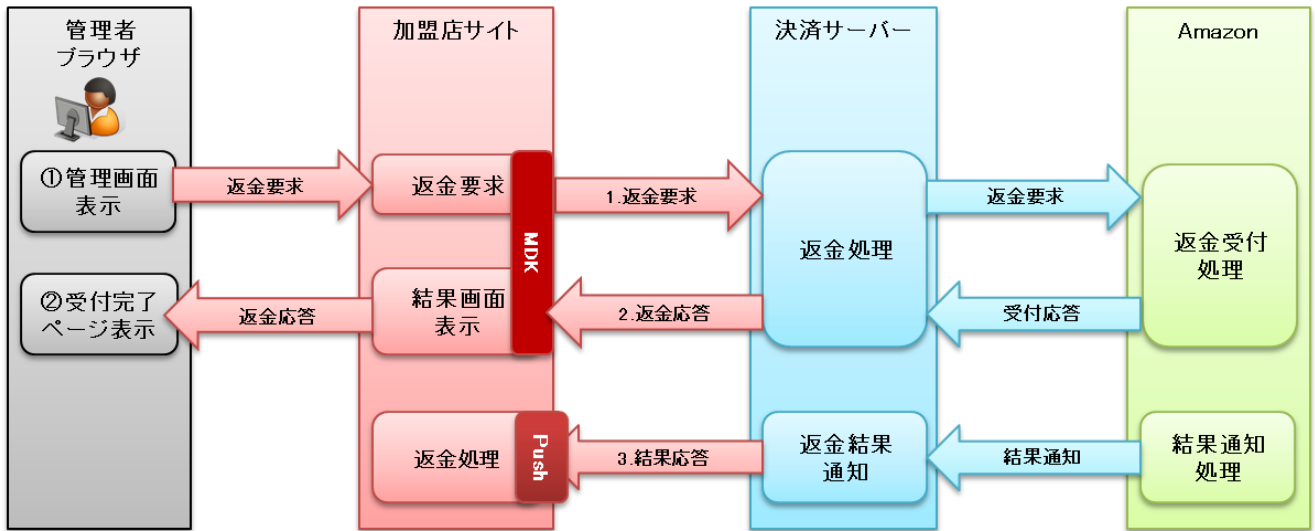 管理者
ブラウザ
加盟店サイト
決済サーバー
Amazon
①管理画面
表示
返金要求
返金要求
1.返金要求
返金処理
返金要求
返金受付
処理
MDK
②受付完了
ページ表示
返金応答
結果画面
表示
2.返金応答
受付応答
返金処理
Push
3.結果応答
返金結果
通知
結果通知
結果通知
処理